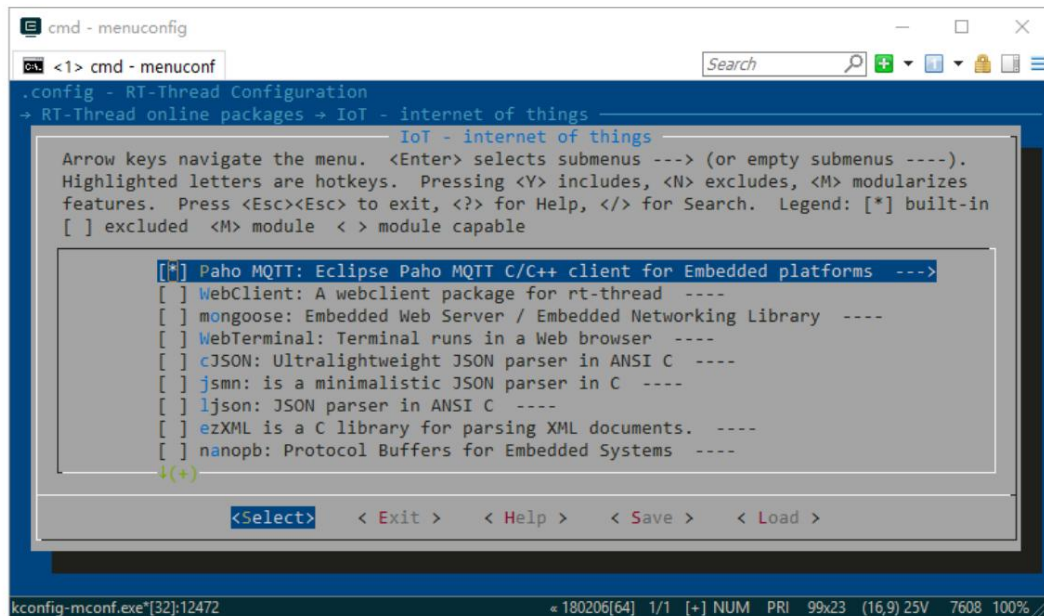 cmd - menuconfig
<1> cmd - menuconf
Search
.config - RT-Thread Configuration
→ RT-Thread online packages → IoT - internet of things
IoT - internet of things
Arrow keys navigate the menu.  <Enter> selects submenus ---> (or empty submenus ----).
Highlighted letters are hotkeys.  Pressing <Y> includes, <N> excludes, <M> modularizes
features.  Press <Esc><Esc> to exit, <?> for Help, </> for Search.  Legend: [*] built-in
[ ] excluded  <M> module  < > module capable
[*] Paho MQTT: Eclipse Paho MQTT C/C++ client for Embedded platforms  --->
[ ] WebClient: A webclient package for rt-thread  ----
[ ] mongoose: Embedded Web Server / Embedded Networking Library  ----
[ ] WebTerminal: Terminal runs in a Web browser  ----
[ ] cJSON: Ultralightweight JSON parser in ANSI C  ----
[ ] jsmn: is a minimalistic JSON parser in C  ----
[ ] ljson: JSON parser in ANSI C  ----
[ ] ezXML is a C library for parsing XML documents.  ----
[ ] nanopb: Protocol Buffers for Embedded Systems  ----
↓(+)
<Select>    < Exit >    < Help >    < Save >    < Load >
kconfig-mconf.exe*[32]:12472    « 180206[64]  1/1  [+] NUM  PRI  99x23  (16,9) 25V  7608  100%